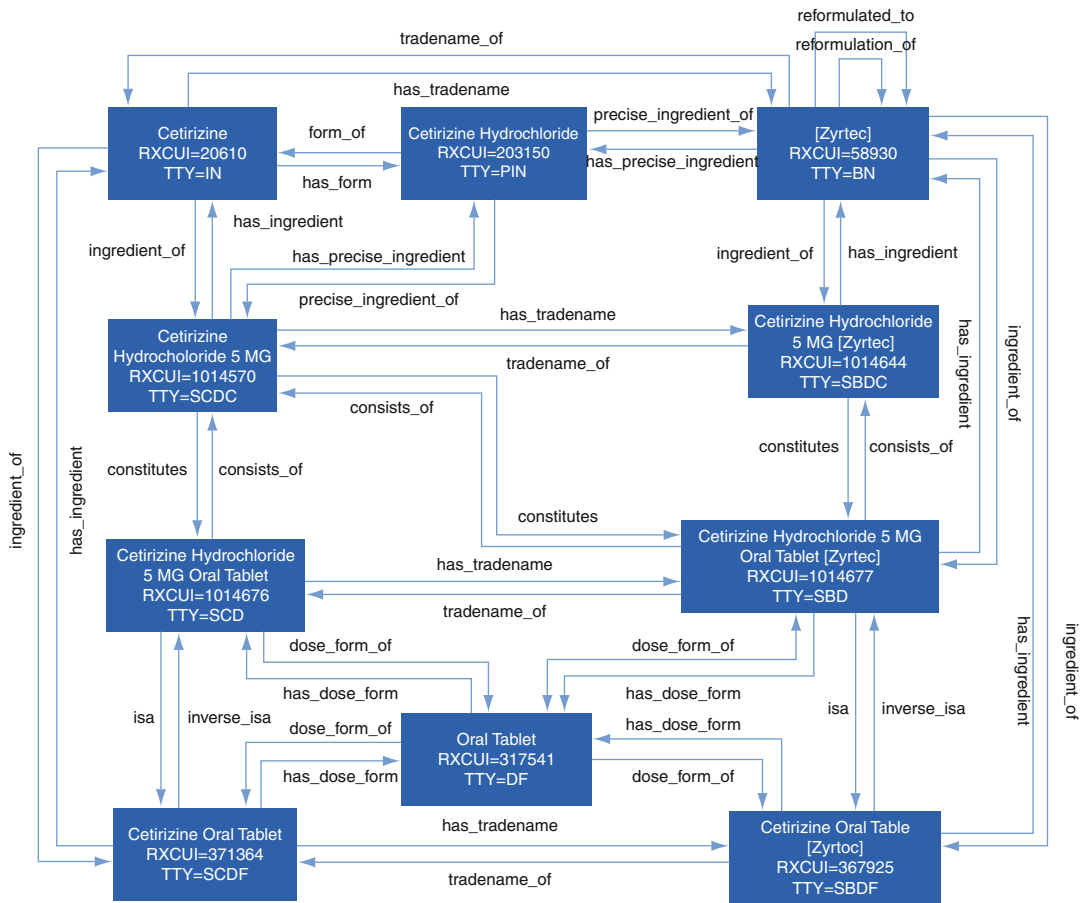 reformulated_to
tradename_of
reformulation_of
has_tradename
Cetirizine
RXCUI=20610
TTY=IN
form_of
has_form
Cetirizine Hydrochloride
RXCUI=203150
TTY=PIN
precise_ingredient_of
has_precise_ingredient
[Zyrtec]
RXCUI=58930
TTY=BN
ingredient_of
has_ingredient
has_precise_ingredient
precise_ingredient_of
ingredient_of
has_ingredient
Cetirizine
Hydrocholoride 5 MG
RXCUI=1014570
TTY=SCDC
has_tradename
tradename_of
consists_of
Cetirizine Hydrochloride
5 MG [Zyrtec]
RXCUI=1014644
TTY=SBDC
has_ingredient
ingredient_of
ingredient_of
has_ingredient
constitutes
consists_of
constitutes
constitutes
consists_of
Cetirizine Hydrochloride
5 MG Oral Tablet
RXCUI=1014676
TTY=SCD
has_tradename
tradename_of
Cetirizine Hydrochloride 5 MG
Oral Tablet [Zyrtec]
RXCUI=1014677
TTY=SBD
has_ingredient
ingredient_of
dose_form_of
has_dose_form
dose_form_of
has_dose_form
isa
inverse_isa
dose_form_of
has_dose_form
Oral Tablet
RXCUI=317541
TTY=DF
has_dose_form
dose_form_of
isa
inverse_isa
Cetirizine Oral Tablet
RXCUI=371364
TTY=SCDF
has_tradename
tradename_of
Cetirizine Oral Table
[Zyrtoc]
RXCUI=367925
TTY=SBDF